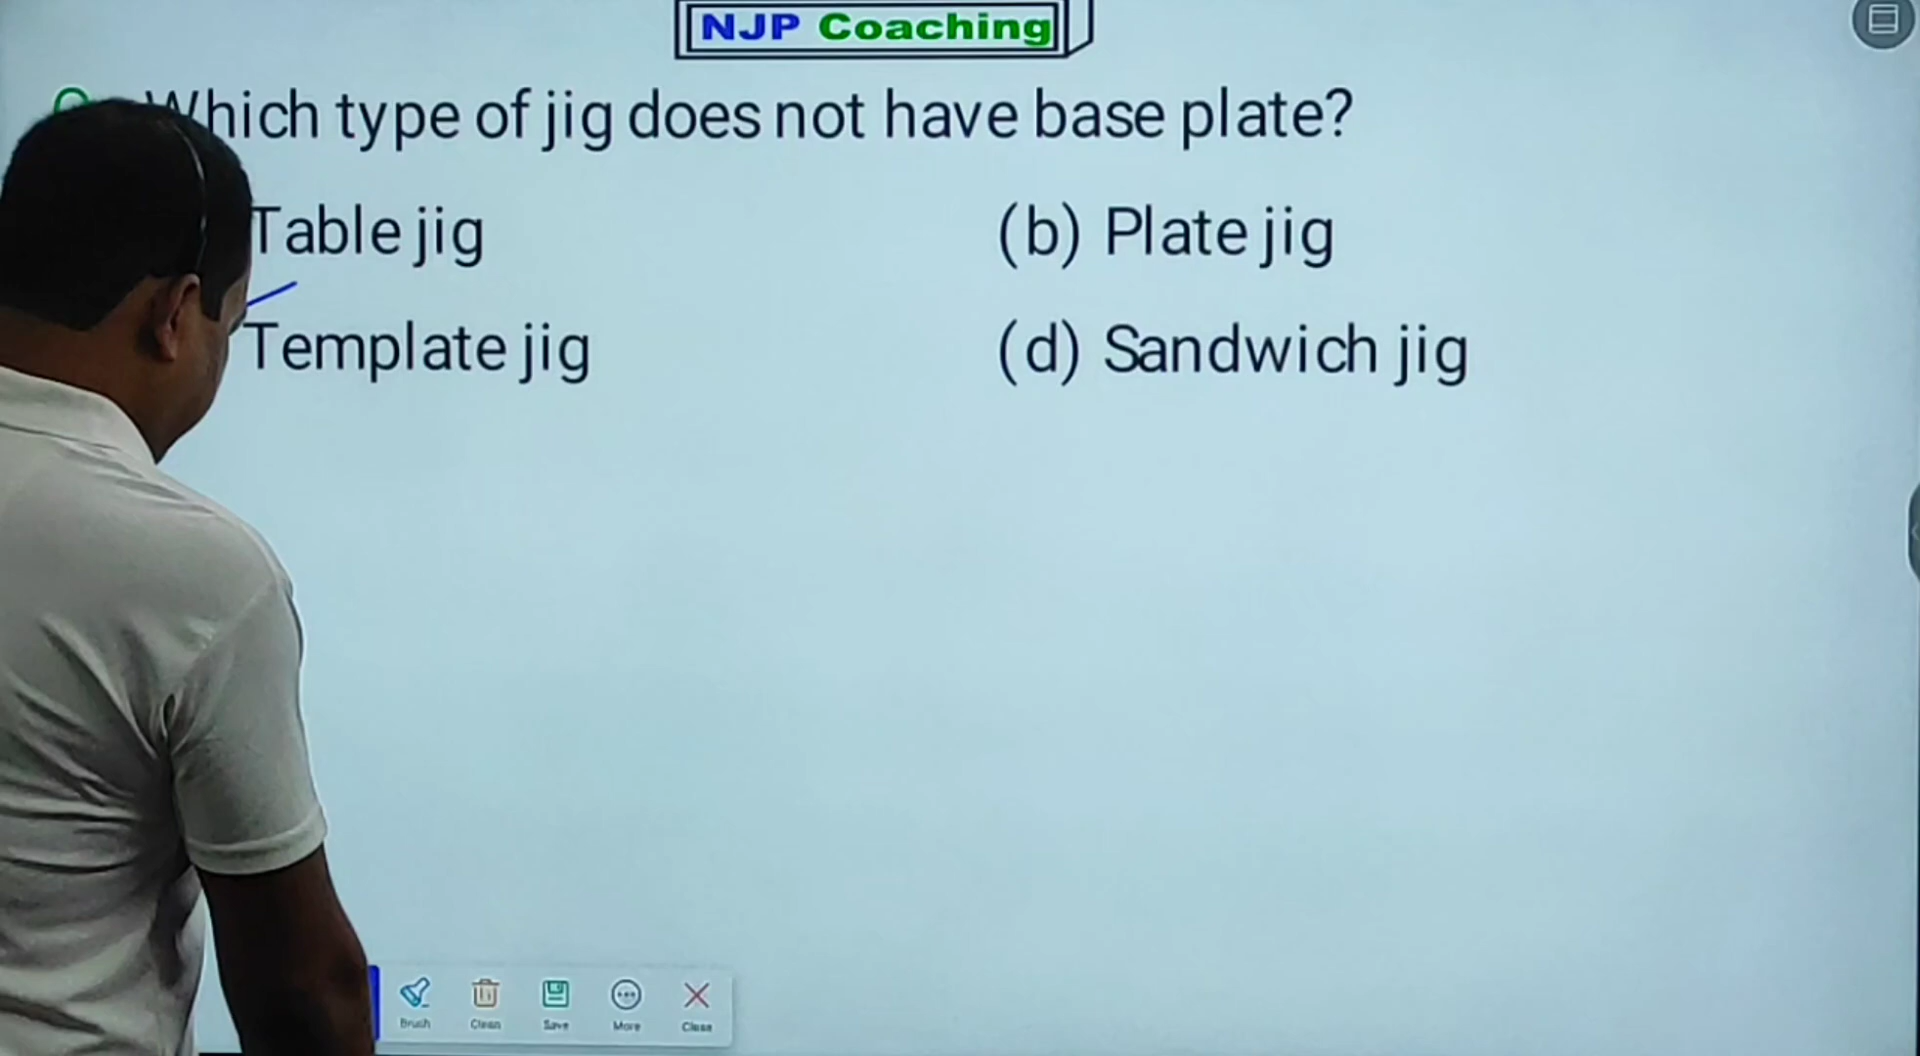 NJP Coaching
Which type of jig does not have base plate?
Table jig
(b) Plate jig
Template jig
(d) Sandwich jig
Brush Clean Save More Close